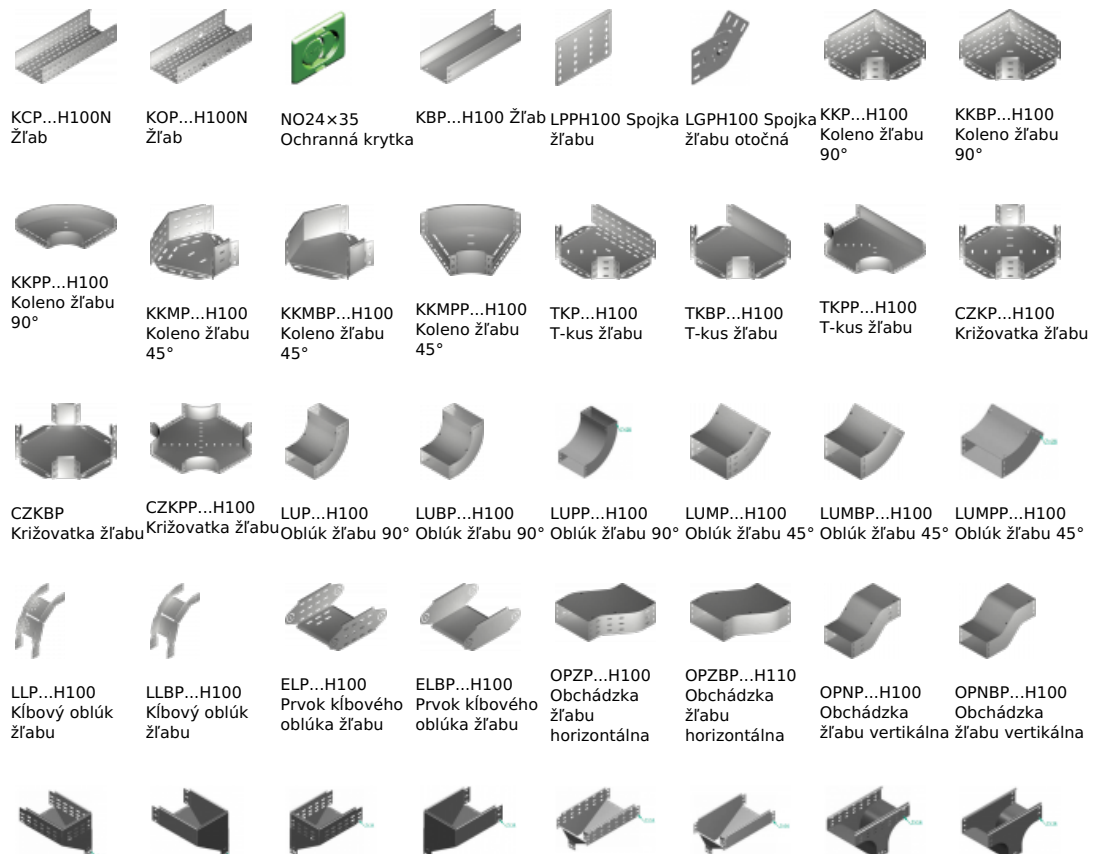 KCP...H100N
Žľab
KOP...H100N
Žľab
NO24×35
Ochranná krytka
KBP...H100 Žľab
LPPH100 Spojka
žľabu
LGPH100 Spojka
žľabu otočná
KKP...H100
Koleno žľabu
90°
KKBP...H100
Koleno žľabu
90°
KKPP...H100
Koleno žľabu
90°
KKMP...H100
Koleno žľabu
45°
KKMBP...H100
Koleno žľabu
45°
KKMPP...H100
Koleno žľabu
45°
TKP...H100
T-kus žľabu
TKBP...H100
T-kus žľabu
TKPP...H100
T-kus žľabu
CZKP...H100
Križovatka žľabu
CZKBP
Križovatka žľabu
CZKPP...H100
Križovatka žľabu
LUP...H100
Oblúk žľabu 90°
LUBP...H100
Oblúk žľabu 90°
LUPP...H100
Oblúk žľabu 90°
LUMP...H100
Oblúk žľabu 45°
LUMBP...H100
Oblúk žľabu 45°
LUMPP...H100
Oblúk žľabu 45°
LLP...H100
Kĺbový oblúk
žľabu
LLBP...H100
Kĺbový oblúk
žľabu
ELP...H100
Prvok kĺbového
oblúka žľabu
ELBP...H100
Prvok kĺbového
oblúka žľabu
OPZP...H100
Obchádzka
žľabu
horizontálna
OPZBP...H110
Obchádzka
žľabu
horizontálna
OPNP...H100
Obchádzka
žľabu vertikálna
OPNBP...H100
Obchádzka
žľabu vertikálna